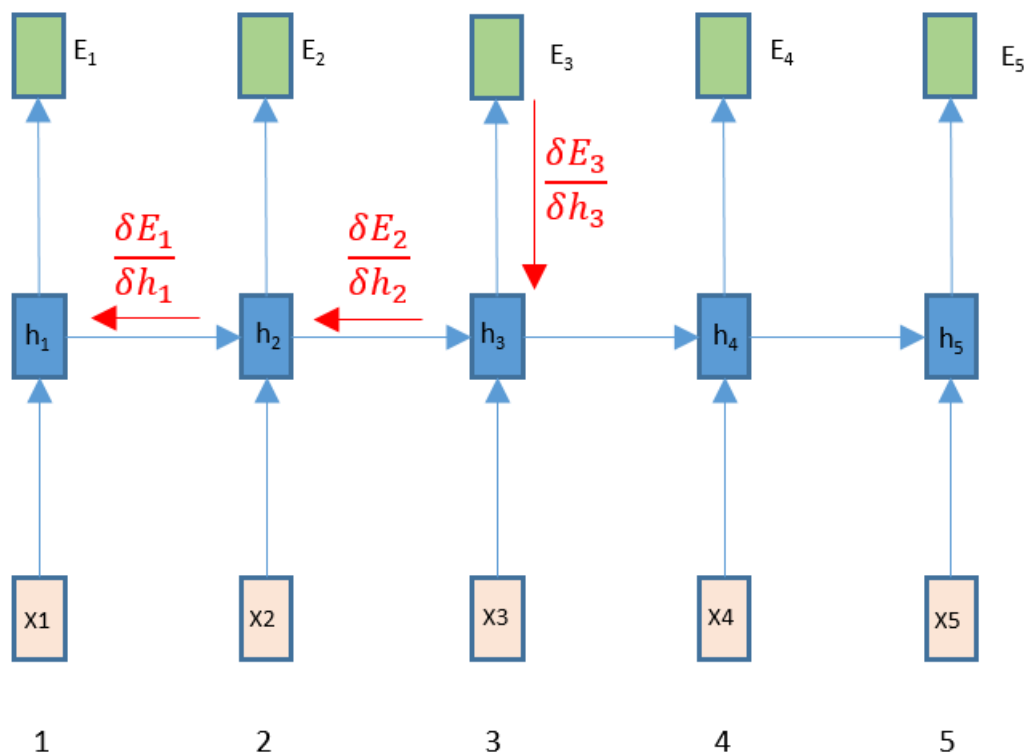 E₁ E₂ E₃ E₄ E₅
δE₃
δh₃
δE₁ δE₂
δh₁ δh₂
h₁ h₂ h₃ h₄ h₅
X1 X2 X3 X4 X5
1 2 3 4 5